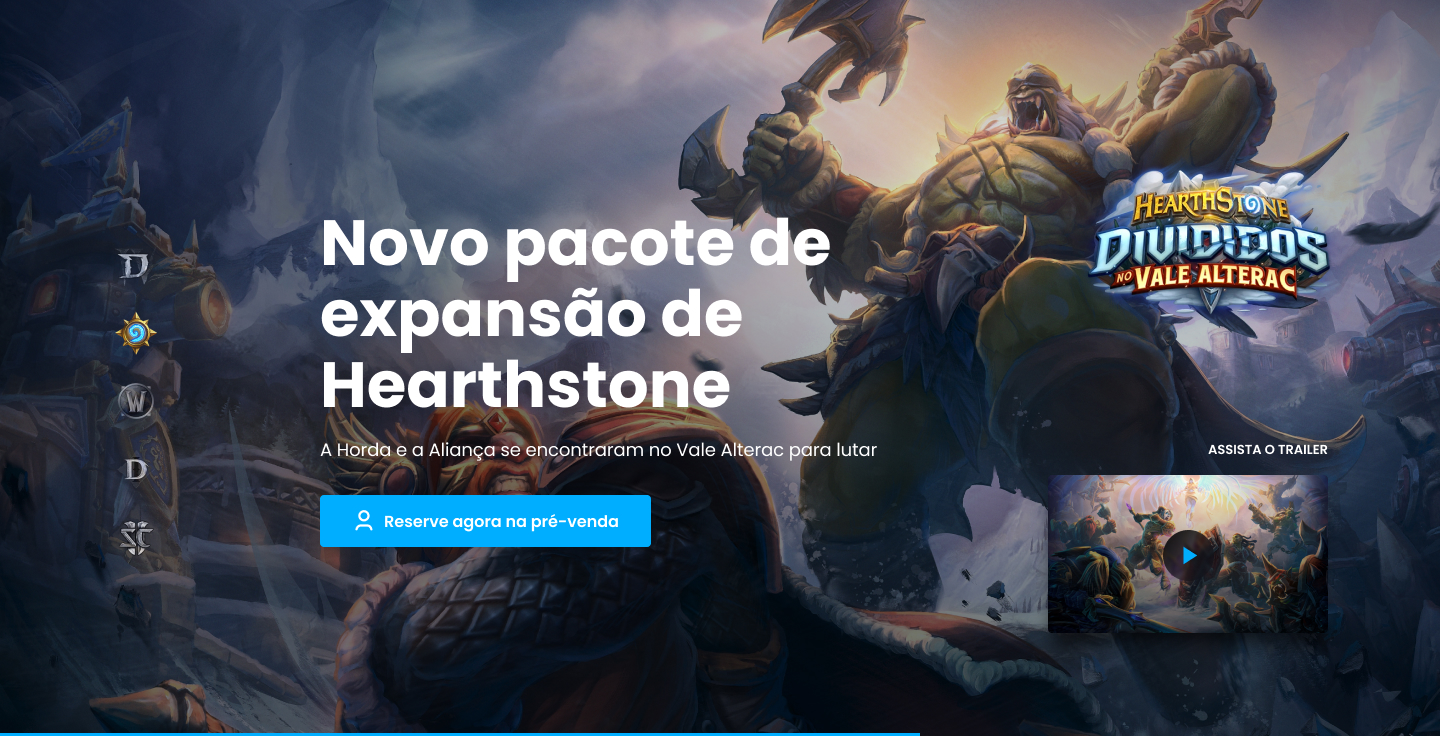 Novo pacote de
expansão de
Hearthstone
A Horda e a Aliança se encontraram no Vale Alterac para lutar
Reserve agora na pré-venda
HEARTHSTONE
DIVIDIDOS
NO VALE ALTERAC
ASSISTA O TRAILER
D
W
D
SC